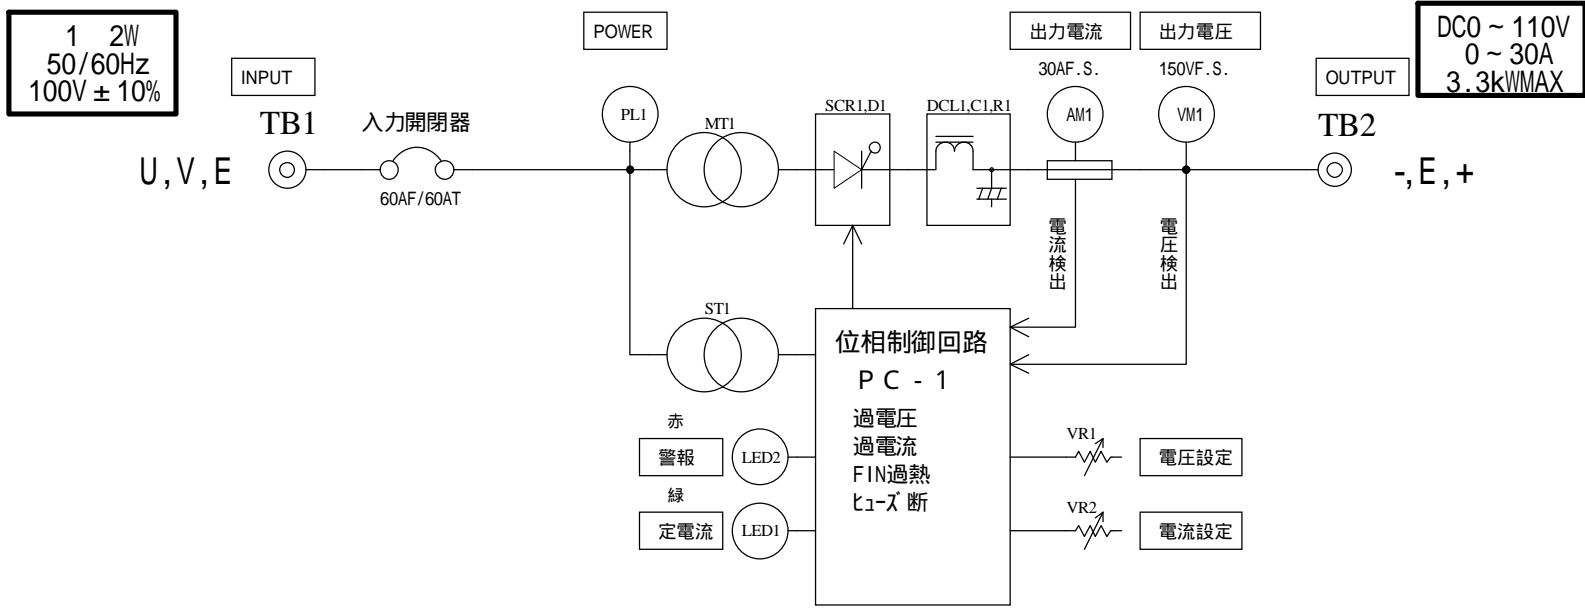 1 2W
50/60Hz
100V±10%
INPUT
TB1
U,V,E
入力開閉器
60AF/60AT
POWER
PL1
MT1
SCR1,D1
DCL1,C1,R1
出力電流
30AF.S.
AM1
出力電圧
150VF.S.
VM1
OUTPUT
TB2
-,E,+
DC0~110V
0~30A
3.3kWMAX
電流検出
電圧検出
ST1
位相制御回路
PC-1
過電圧
過電流
FIN過熱
ﾋｭｰｽﾞ断
赤
警報
LED2
緑
定電流
LED1
VR1
電圧設定
VR2
電流設定